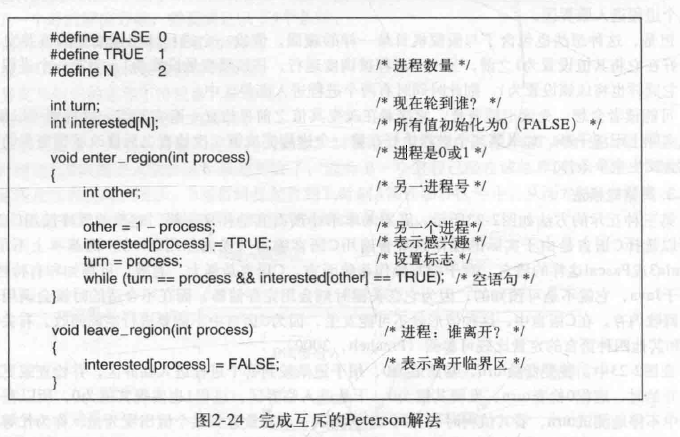 #define FALSE 0
#define TRUE 1
#define N 2 /* 进程数量 */
int turn; /* 现在轮到谁？ */
int interested[N]; /* 所有值初始化为0（FALSE） */
void enter_region(int process) /* 进程是0或1 */
{
int other; /* 另一进程号 */
other = 1 – process; /* 另一个进程 */
interested[process] = TRUE; /* 表示感兴趣 */
turn = process; /* 设置标志 */
while (turn == process && interested[other] == TRUE); /* 空语句 */
}
void leave_region(int process) /* 进程：谁离开？ */
{
interested[process] = FALSE; /* 表示离开临界区 */
}
图2-24 完成互斥的Peterson解法